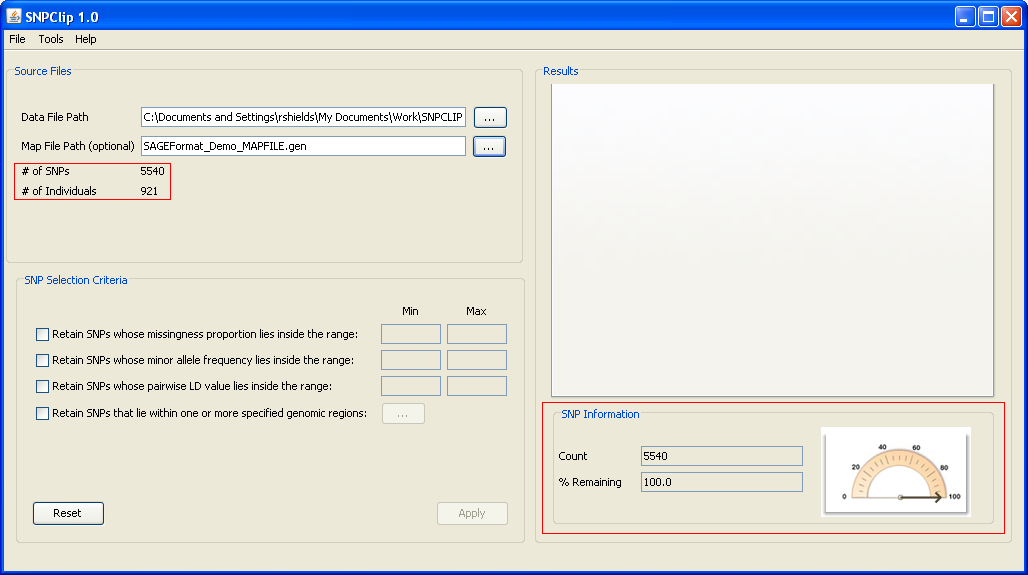 SNPClip 1.0
File Tools Help
Source Files
Data File Path C:\Documents and Settings\rshields\My Documents\Work\SNPCLIP ...
Map File Path (optional) SAGEFormat_Demo_MAPFILE.gen ...
# of SNPs 5540
# of Individuals 921
SNP Selection Criteria
Min Max
Retain SNPs whose missingness proportion lies inside the range:
Retain SNPs whose minor allele frequency lies inside the range:
Retain SNPs whose pairwise LD value lies inside the range:
Retain SNPs that lie within one or more specified genomic regions: ...
Reset Apply
Results
SNP Information
Count 5540
% Remaining 100.0
0 20 40 60 80 100